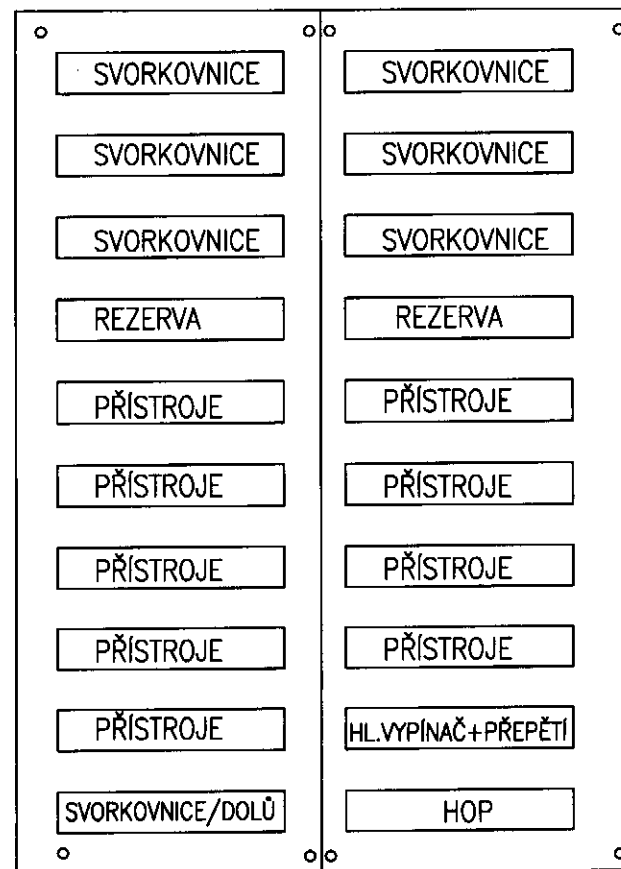 SVORKOVNICE
SVORKOVNICE
SVORKOVNICE
REZERVA
PŘÍSTROJE
PŘÍSTROJE
PŘÍSTROJE
PŘÍSTROJE
PŘÍSTROJE
SVORKOVNICE/DOLŮ
SVORKOVNICE
SVORKOVNICE
SVORKOVNICE
REZERVA
PŘÍSTROJE
PŘÍSTROJE
PŘÍSTROJE
PŘÍSTROJE
HL.VYPÍNAČ+PŘEPĚTÍ
HOP